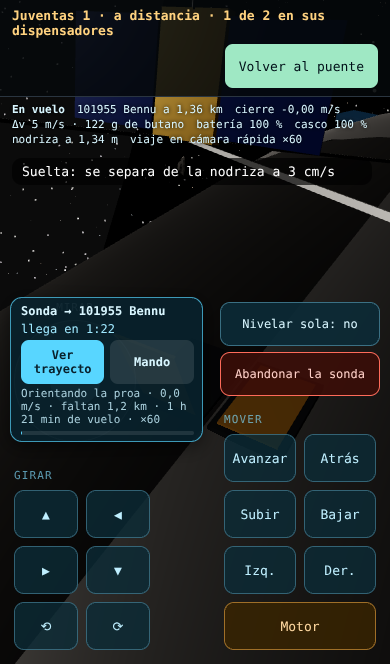 Juventas 1 · a distancia · 1 de 2 en sus
dispensadores
Volver al puente
En vuelo 101955 Bennu a 1,36 km cierre -0,00 m/s
Δv 5 m/s · 122 g de butano batería 100 % casco 100 %
nodriza a 1,34 m viaje en cámara rápida ×60
Suelta: se separa de la nodriza a 3 cm/s
Sonda → 101955 Bennu
llega en 1:22
Ver
trayecto
Mando
Orientando la proa · 0,0
m/s · faltan 1,2 km · 1 h
21 min de vuelo · ×60
Nivelar sola: no
Abandonar la sonda
MOVER
Avanzar
Atrás
GIRAR
▲
◀
Subir
Bajar
▶
▼
Izq.
Der.
⟲
⟳
Motor